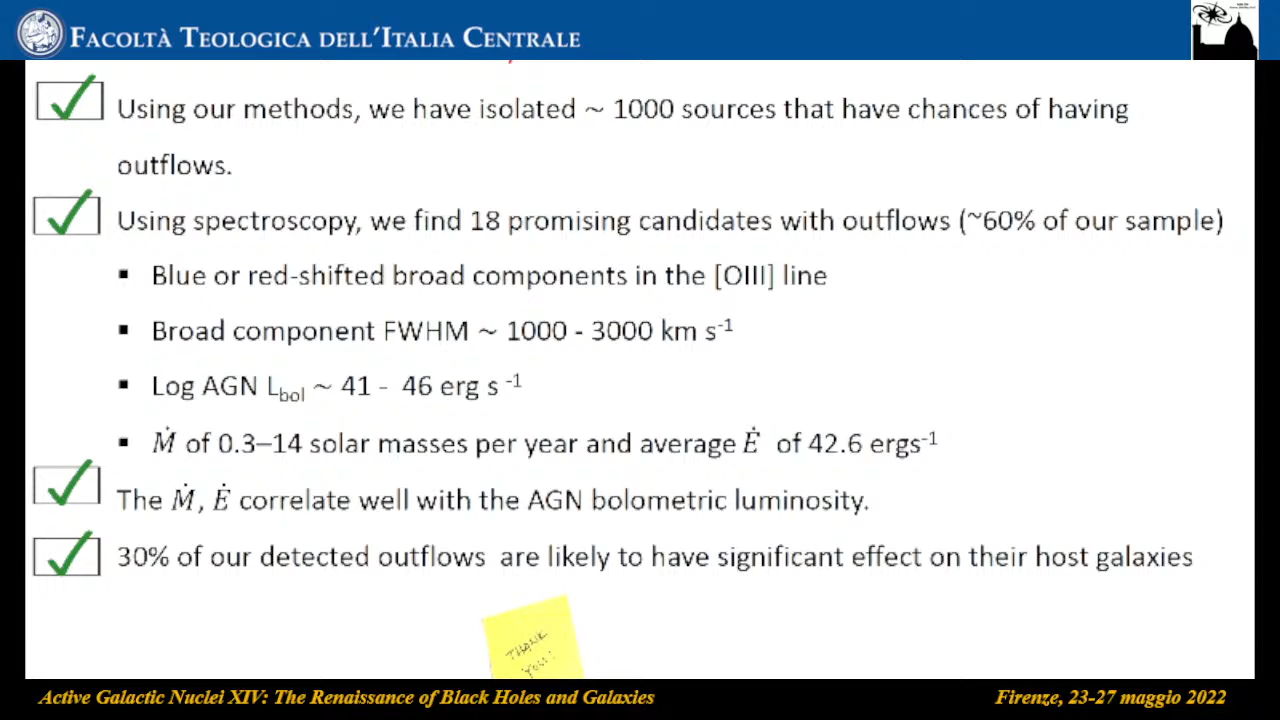 FACOLTÀ TEOLOGICA DELL'ITALIA CENTRALE
Using our methods, we have isolated ~ 1000 sources that have chances of having
outflows.
Using spectroscopy, we find 18 promising candidates with outflows (~60% of our sample)
▪ Blue or red-shifted broad components in the [OIII] line
▪ Broad component FWHM ~ 1000 - 3000 km s⁻¹
▪ Log AGN L_bol ~ 41 - 46 erg s ⁻¹
▪ Ṁ of 0.3–14 solar masses per year and average Ė of 42.6 ergs⁻¹
The Ṁ, Ė correlate well with the AGN bolometric luminosity.
30% of our detected outflows are likely to have significant effect on their host galaxies
THANK
YOU!
Active Galactic Nuclei XIV: The Renaissance of Black Holes and Galaxies
Firenze, 23-27 maggio 2022